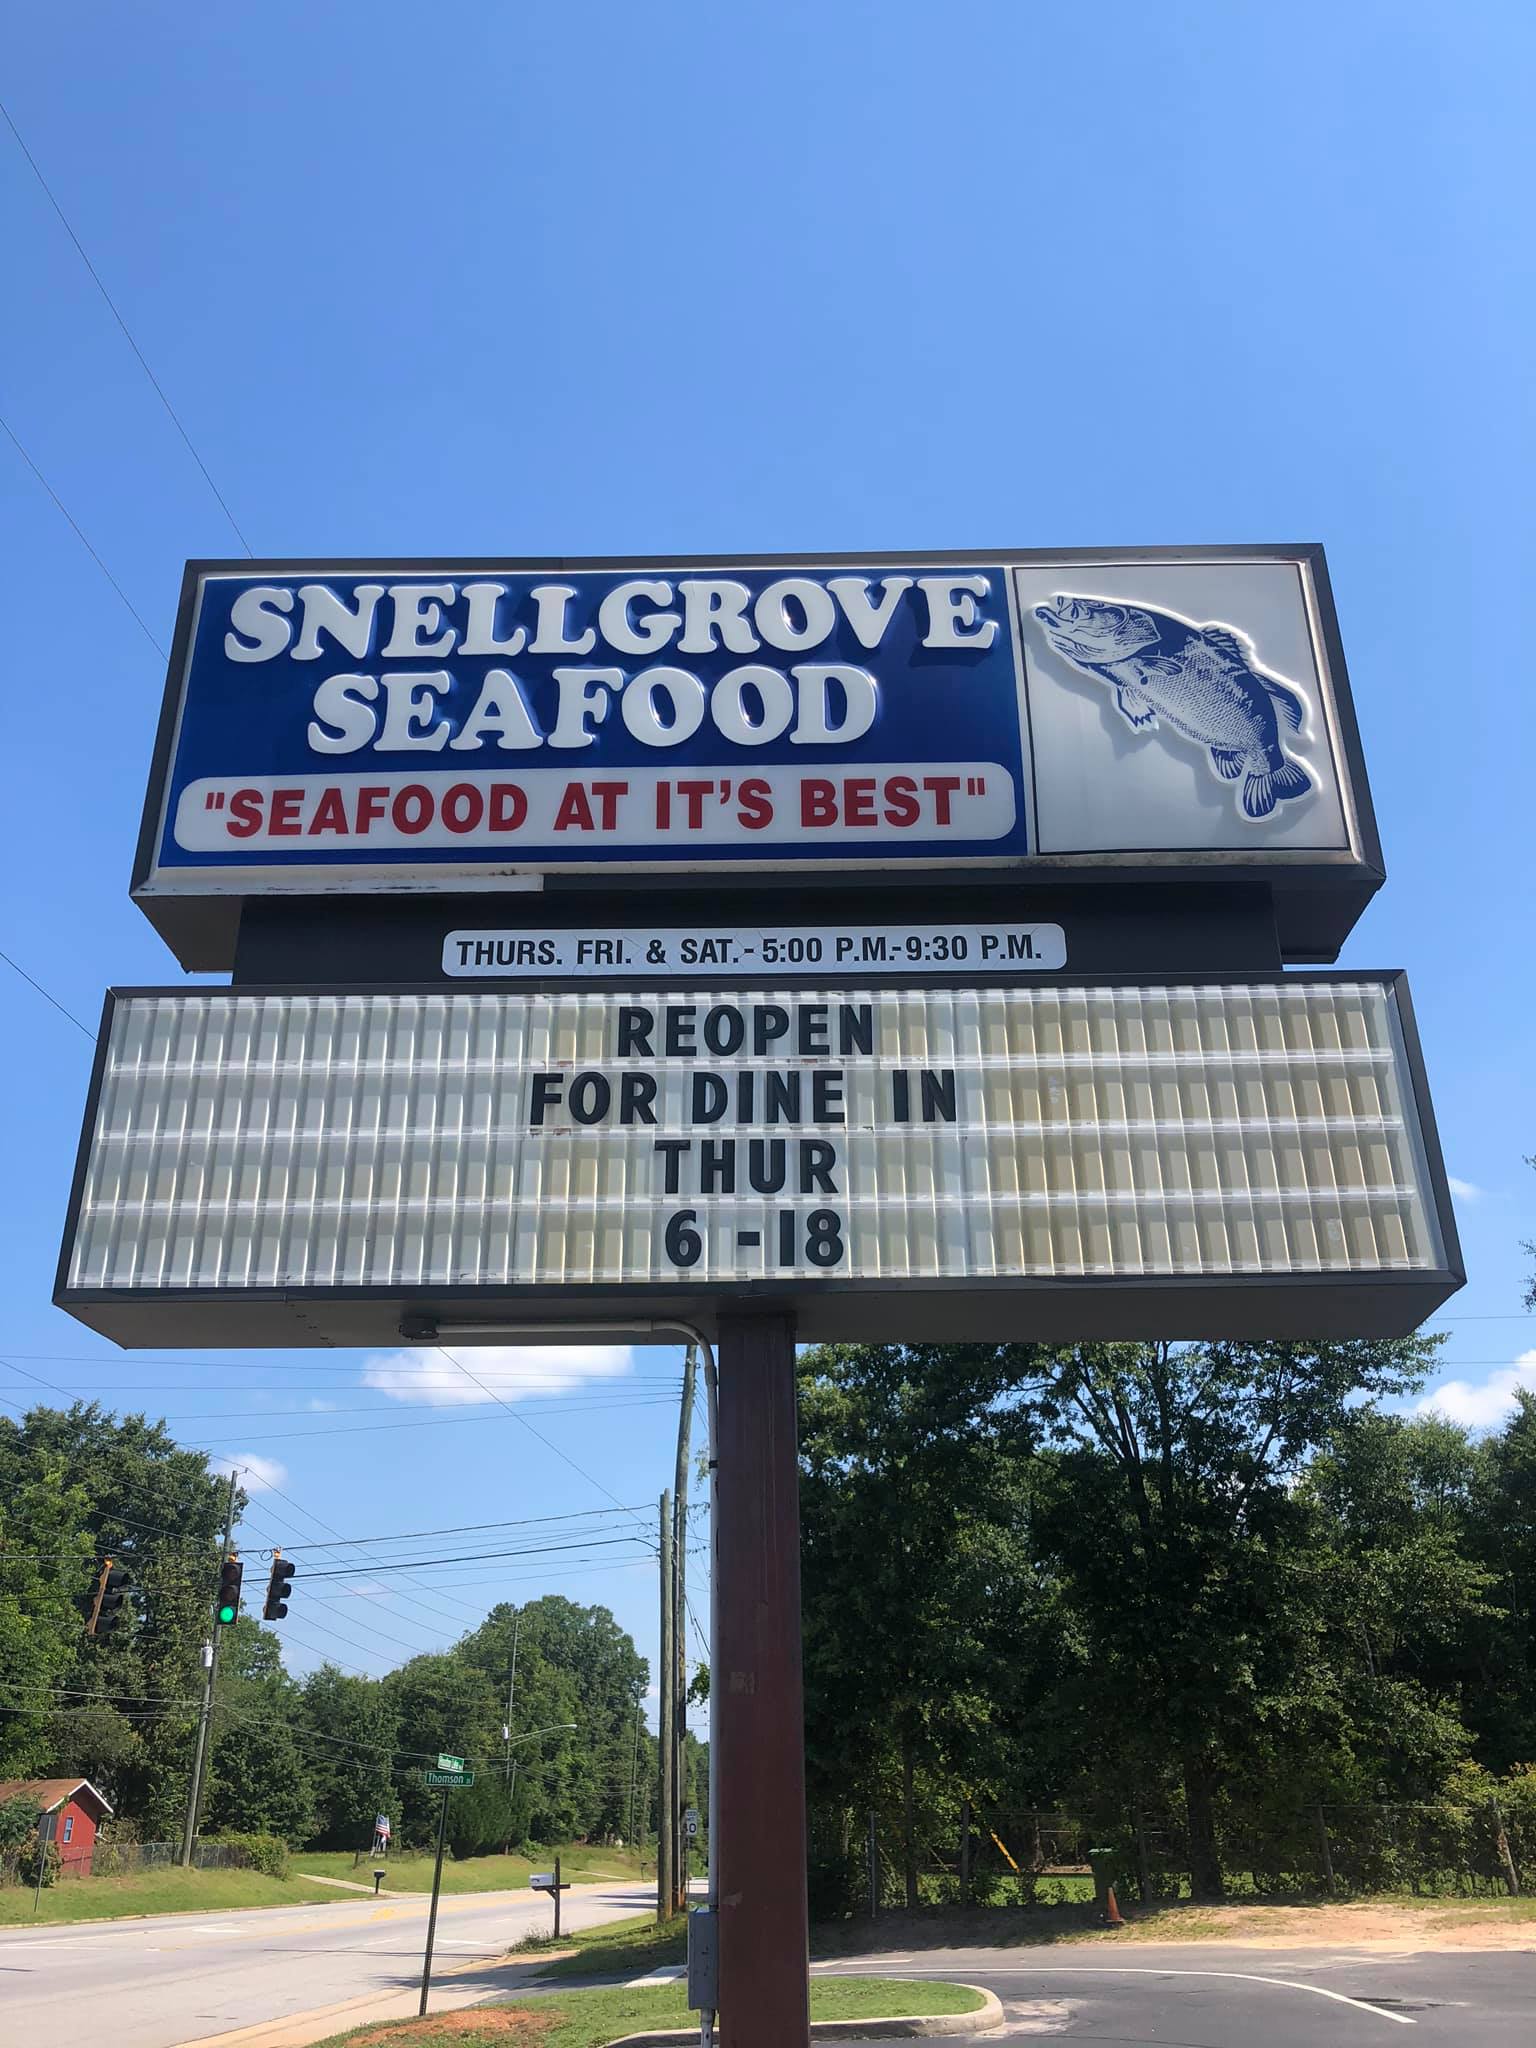 SNELLGROVE
SEAFOOD
"SEAFOOD AT IT'S BEST"
THURS. FRI. & SAT.- 5:00 P.M.-9:30 P.M.
REOPEN
FOR DINE IN
THUR
6 -18
Thomson